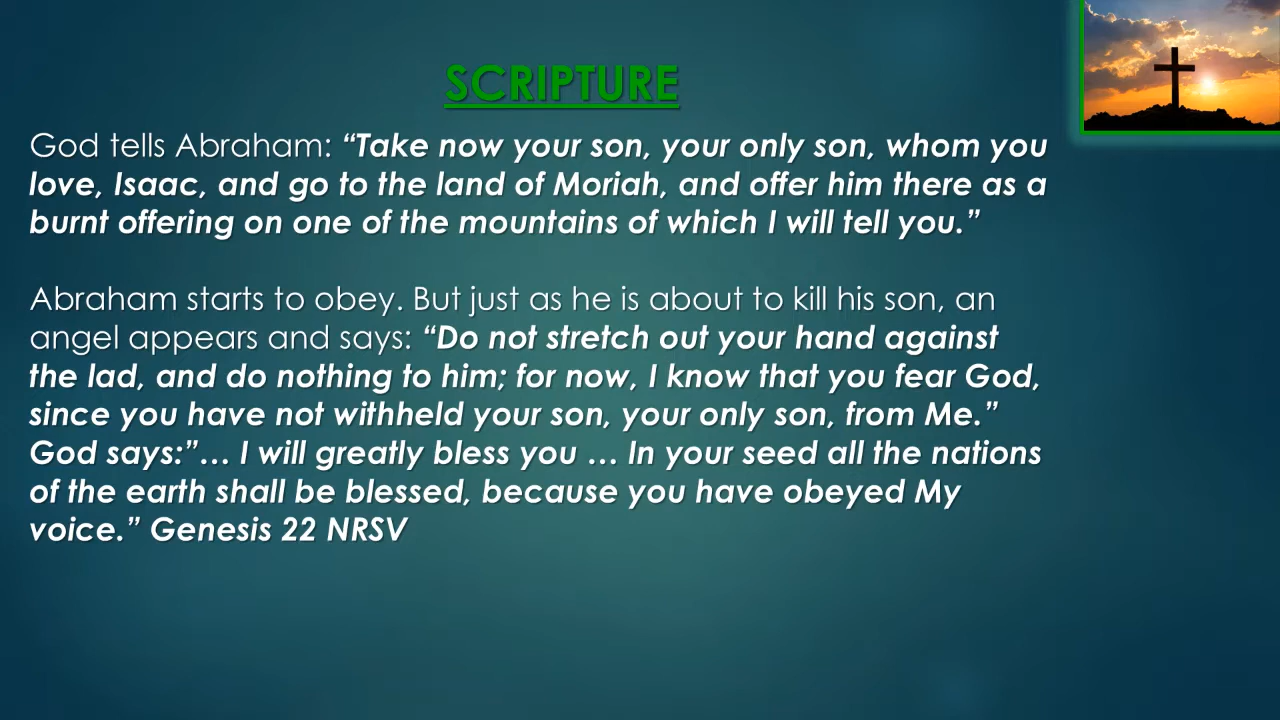 SCRIPTURE
God tells Abraham: “Take now your son, your only son, whom you
love, Isaac, and go to the land of Moriah, and offer him there as a
burnt offering on one of the mountains of which I will tell you.”
Abraham starts to obey. But just as he is about to kill his son, an
angel appears and says: “Do not stretch out your hand against
the lad, and do nothing to him; for now, I know that you fear God,
since you have not withheld your son, your only son, from Me.”
God says:”… I will greatly bless you … In your seed all the nations
of the earth shall be blessed, because you have obeyed My
voice.” Genesis 22 NRSV